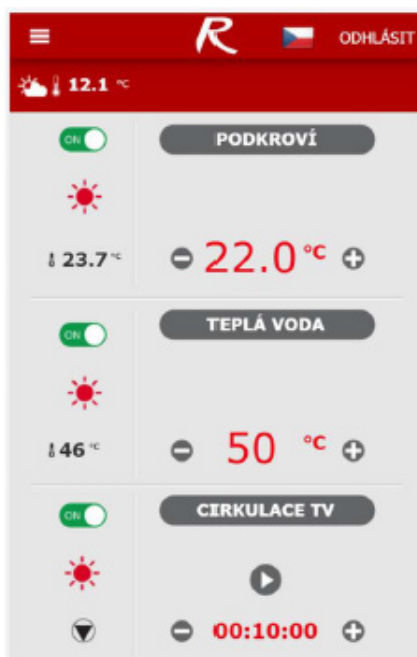 R ODHLÁSIT
12.1 °C
ON PODKROVÍ
23.7 °C 22.0 °C
ON TEPLÁ VODA
46 °C 50 °C
ON CIRKULACE TV
00:10:00